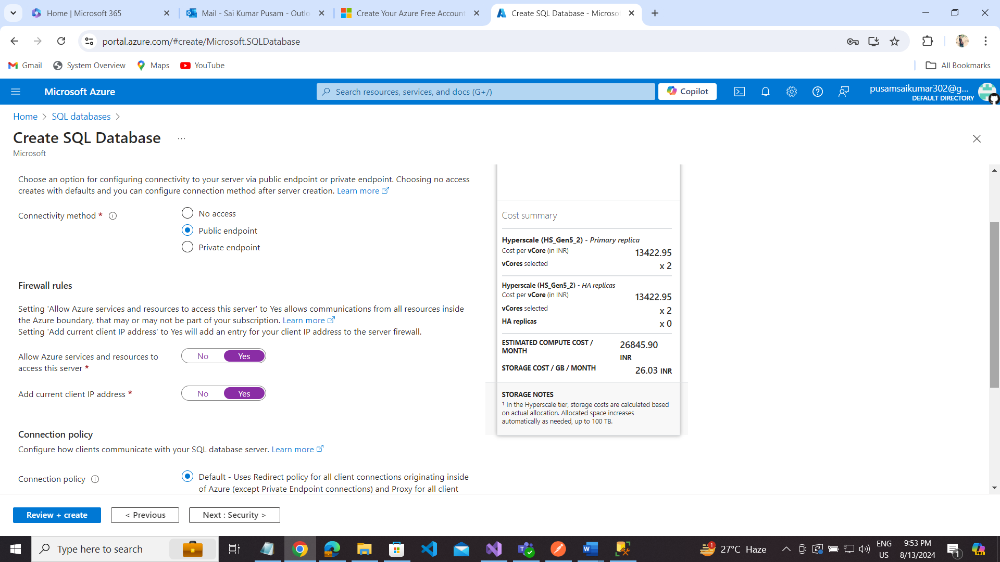 Home | Microsoft 365
Mail - Sai Kumar Pusam - Outlo
Create Your Azure Free Account
Create SQL Database - Microso
portal.azure.com/#create/Microsoft.SQLDatabase
Gmail
System Overview
Maps
YouTube
All Bookmarks
Microsoft Azure
Search resources, services, and docs (G+/)
Copilot
pusamsaikumar302@g...
DEFAULT DIRECTORY
Home > SQL databases >
Create SQL Database ...
Microsoft
Choose an option for configuring connectivity to your server via public endpoint or private endpoint. Choosing no access
creates with defaults and you can configure connection method after server creation. Learn more
Connectivity method *
No access
Public endpoint
Private endpoint
Firewall rules
Setting 'Allow Azure services and resources to access this server' to Yes allows communications from all resources inside
the Azure boundary, that may or may not be part of your subscription. Learn more
Setting 'Add current client IP address' to Yes will add an entry for your client IP address to the server firewall.
Allow Azure services and resources to
access this server *
No Yes
Add current client IP address *
No Yes
Connection policy
Configure how clients communicate with your SQL database server. Learn more
Connection policy
Default - Uses Redirect policy for all client connections originating inside
of Azure (except Private Endpoint connections) and Proxy for all client
Cost summary
Hyperscale (HS_Gen5_2) - Primary replica
Cost per vCore (in INR) 13422.95
vCores selected x 2
Hyperscale (HS_Gen5_2) - HA replicas
Cost per vCore (in INR) 13422.95
vCores selected x 2
HA replicas x 0
ESTIMATED COMPUTE COST / MONTH 26845.90 INR
STORAGE COST / GB / MONTH 26.03 INR
STORAGE NOTES
¹ In the Hyperscale tier, storage costs are calculated based
on actual allocation. Allocated space increases
automatically as needed, up to 100 TB.
Review + create
< Previous
Next : Security >
Type here to search
1
27°C Haze
ENG
US
9:53 PM
8/13/2024
1
PRE